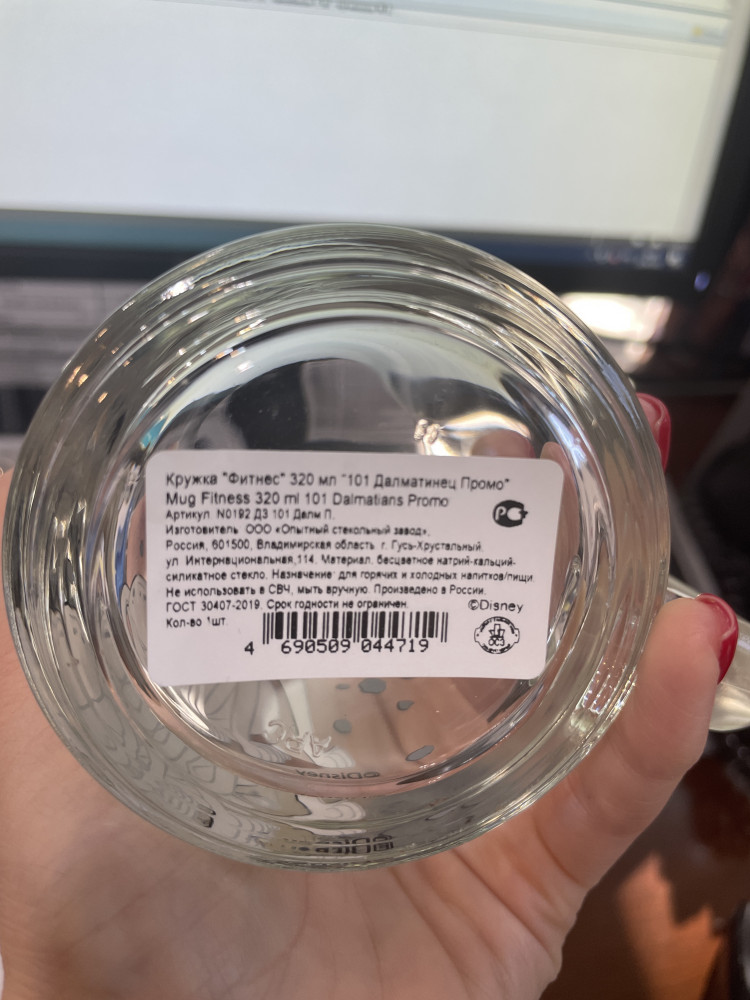 Кружка "Фитнес" 320 мл "101 Далматинец Промо"
Mug Fitness 320 ml 101 Dalmatians Promo
Артикул N0192 ДЗ 101 Далм П.
Изготовитель ООО «Опытный стекольный завод»,
Россия, 601500, Владимирская область г. Гусь-Хрустальный,
ул Интернациональная,114. Материал: бесцветное натрий-кальций-
силикатное стекло. Назначение: для горячих и холодных напитков/пищи
Не использовать в СВЧ, мыть вручную. Произведено в России.
ГОСТ 30407-2019. Срок годности не ограничен.
©Disney
Кол-во 1шт.
4 690509 044719
ОСЗ
©Disney